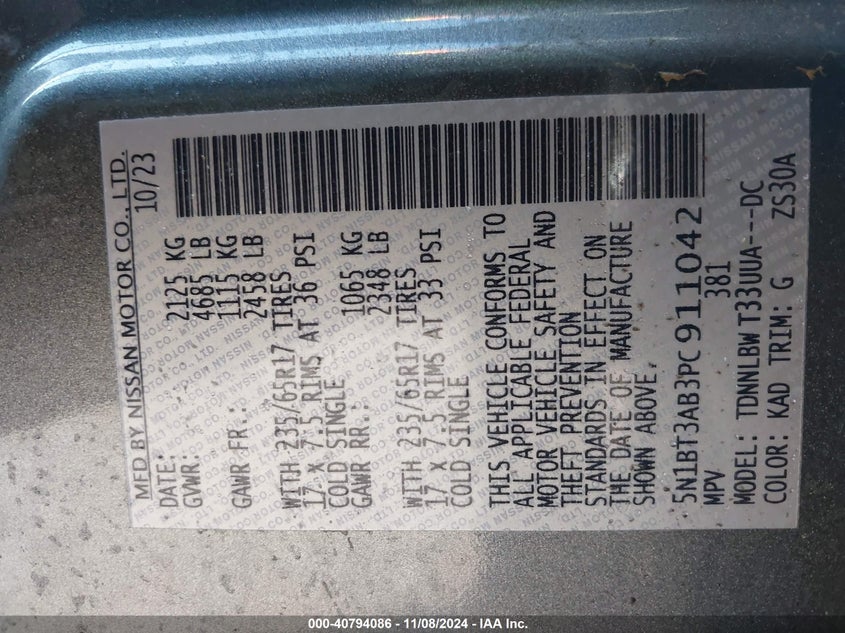 MFD BY NISSAN MOTOR CO., LTD.
DATE: 10/23
GVWR: 2125 KG
4685 LB
GAWR FR.: 1115 KG
2458 LB
WITH 235/65R17 TIRES
17 X 7.5 RIMS AT 36 PSI
COLD SINGLE
GAWR RR.: 1065 KG
2348 LB
WITH 235/65R17 TIRES
17 X 7.5 RIMS AT 33 PSI
COLD SINGLE
THIS VEHICLE CONFORMS TO
ALL APPLICABLE FEDERAL
MOTOR VEHICLE SAFETY AND
THEFT PREVENTION
STANDARDS IN EFFECT ON
THE DATE OF MANUFACTURE
SHOWN ABOVE.
5N1BT3AB3PC911042
MPV 381
MODEL: TDNNLBW T33UUA---DC
COLOR: KAD TRIM: G ZS30A
000-40794086 - 11/08/2024 - IAA Inc.